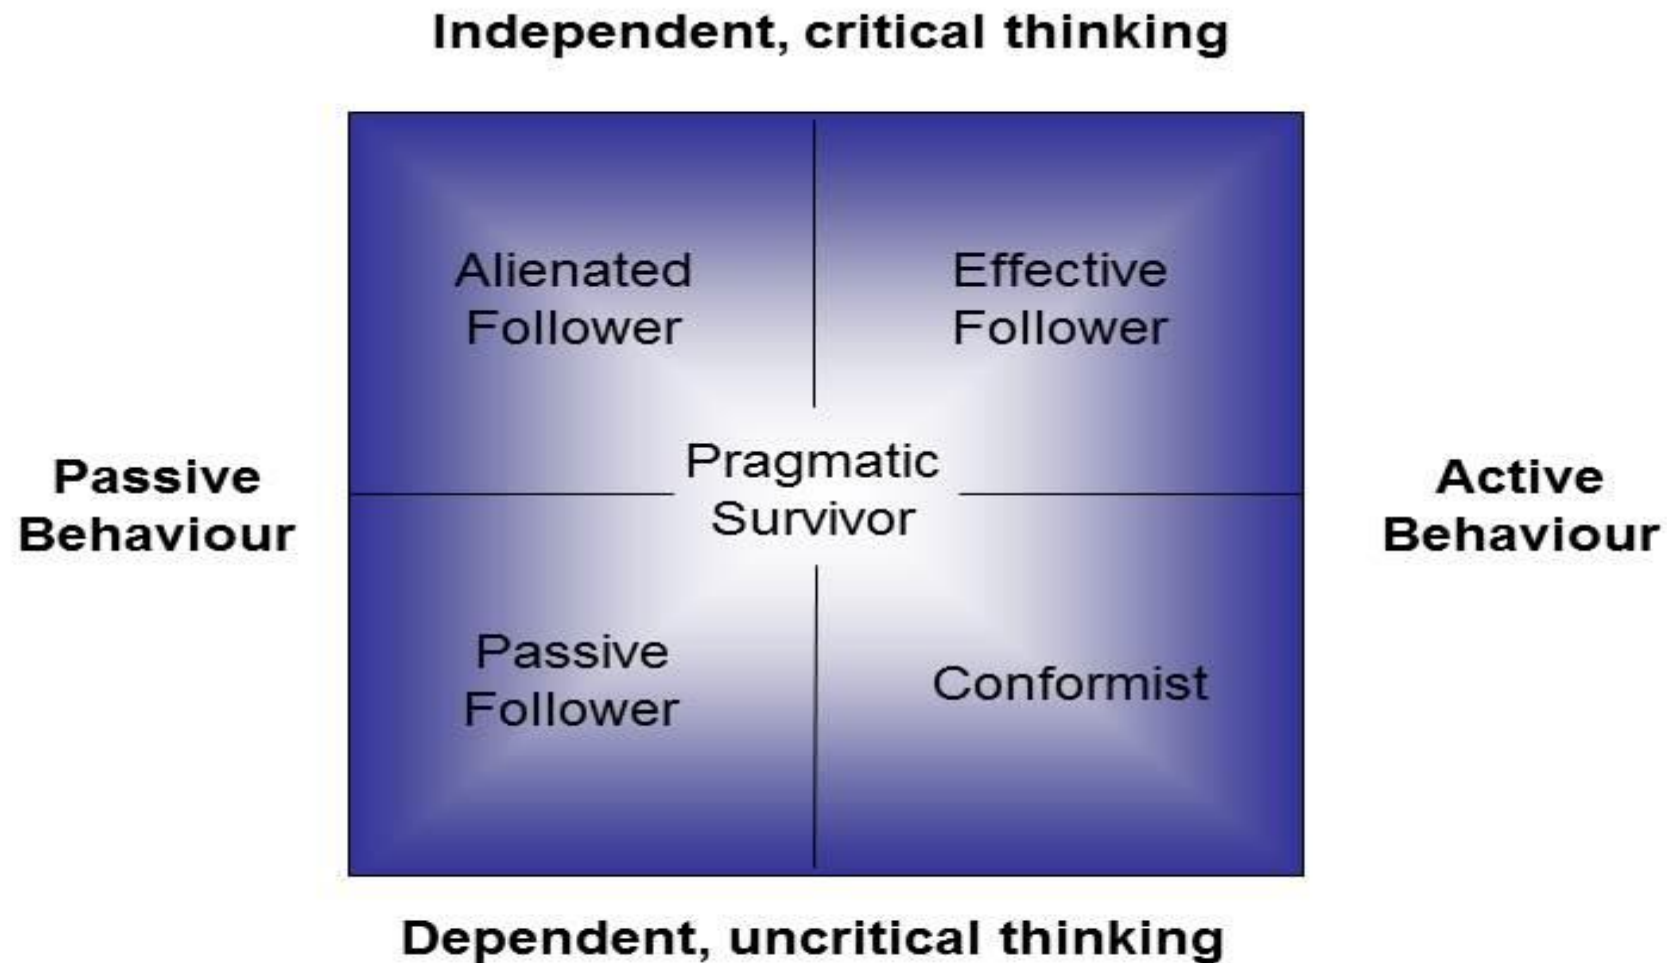 Independent, critical thinking
Alienated
Follower
Effective
Follower
Passive
Behaviour
Pragmatic
Survivor
Active
Behaviour
Passive
Follower
Conformist
Dependent, uncritical thinking